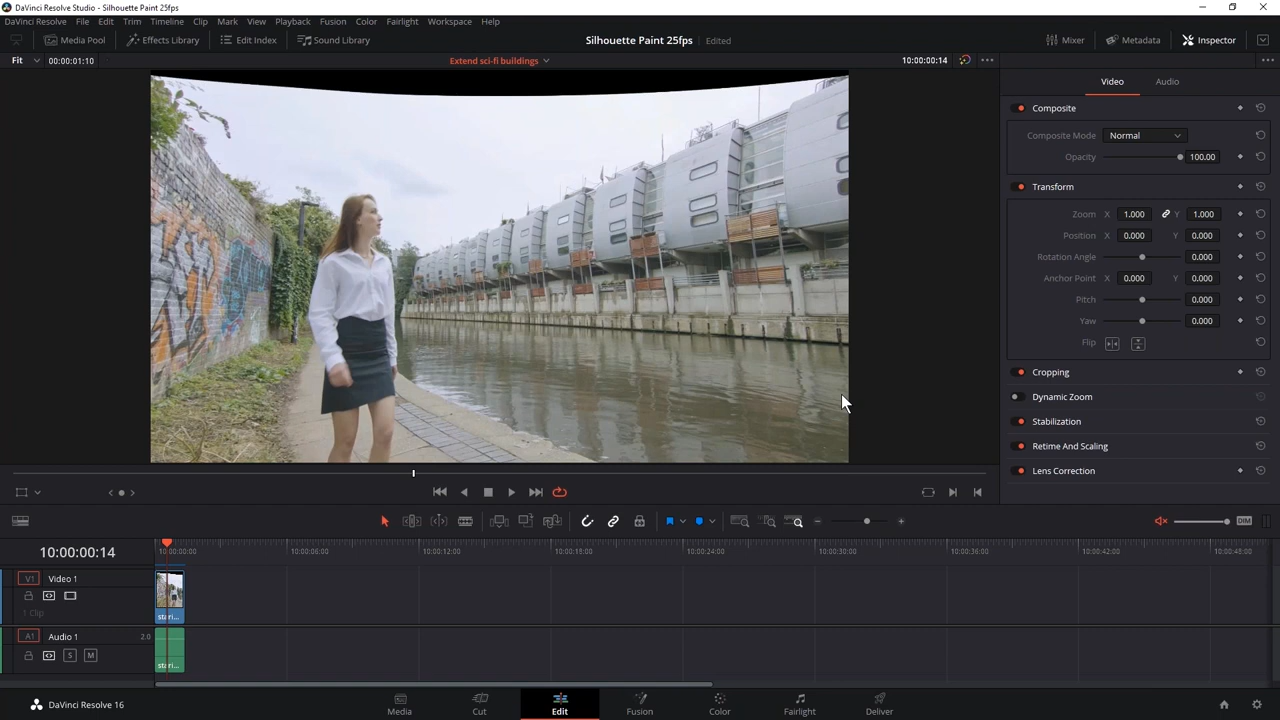 DaVinci Resolve Studio - Silhouette Paint 25fps
DaVinci Resolve File Edit Trim Timeline Clip Mark View Playback Fusion Color Fairlight Workspace Help
Media Pool Effects Library Edit Index Sound Library Silhouette Paint 25fps Edited Mixer Metadata Inspector
Fit 00:00:01:10 Extend sci-fi buildings 10:00:00:14
Video Audio
Composite
Composite Mode Normal
Opacity 100.00
Transform
Zoom X 1.000 Y 1.000
Position X 0.000 Y 0.000
Rotation Angle 0.000
Anchor Point X 0.000 Y 0.000
Pitch 0.000
Yaw 0.000
Flip
Cropping
Dynamic Zoom
Stabilization
Retime And Scaling
Lens Correction
DIM
10:00:00:14
10:00:00:00 10:00:06:00 10:00:12:00 10:00:18:00 10:00:24:00 10:00:30:00 10:00:36:00 10:00:42:00 10:00:48:00
V1 Video 1
1 Clip
stari...
A1 Audio 1 2.0
S M
stari...
DaVinci Resolve 16
Media Cut Edit Fusion Color Fairlight Deliver